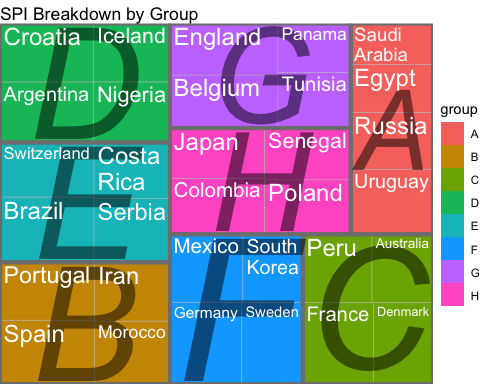 SPI Breakdown by Group
D
Croatia
Iceland
Argentina
Nigeria
G
England
Panama
Belgium
Tunisia
A
Saudi
Arabia
Egypt
Russia
Uruguay
E
Switzerland
Costa
Rica
Brazil
Serbia
H
Japan
Senegal
Colombia
Poland
B
Portugal
Iran
Spain
Morocco
F
Mexico
South
Korea
Germany
Sweden
C
Peru
Australia
France
Denmark
group
A
B
C
D
E
F
G
H